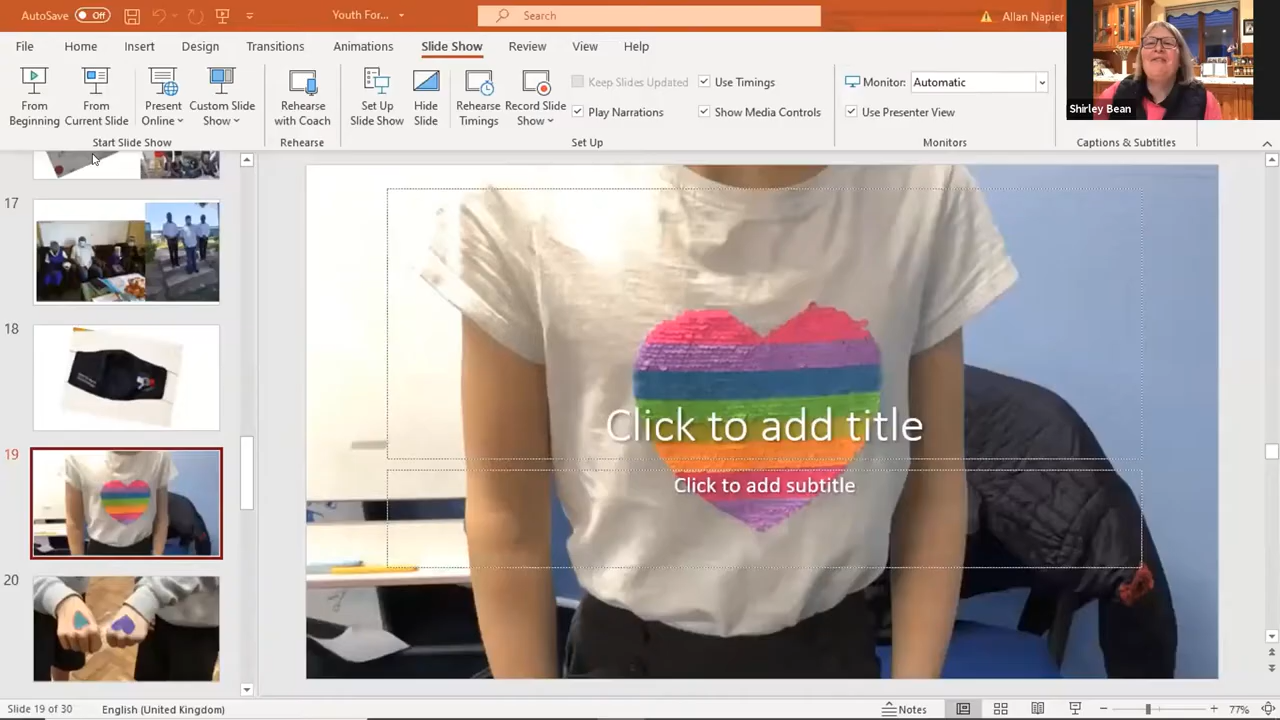 AutoSave Off Youth For... Search Allan Napier
File Home Insert Design Transitions Animations Slide Show Review View Help
From Beginning
From Current Slide
Present Online
Custom Slide Show
Start Slide Show
Rehearse with Coach
Rehearse
Set Up Slide Show
Hide Slide
Rehearse Timings
Record Slide Show
Keep Slides Updated
Play Narrations
Use Timings
Show Media Controls
Set Up
Monitor: Automatic
Use Presenter View
Monitors
Captions & Subtitles
Shirley Bean
17
18
19
20
Click to add title
Click to add subtitle
Slide 19 of 30 English (United Kingdom) Notes 77%